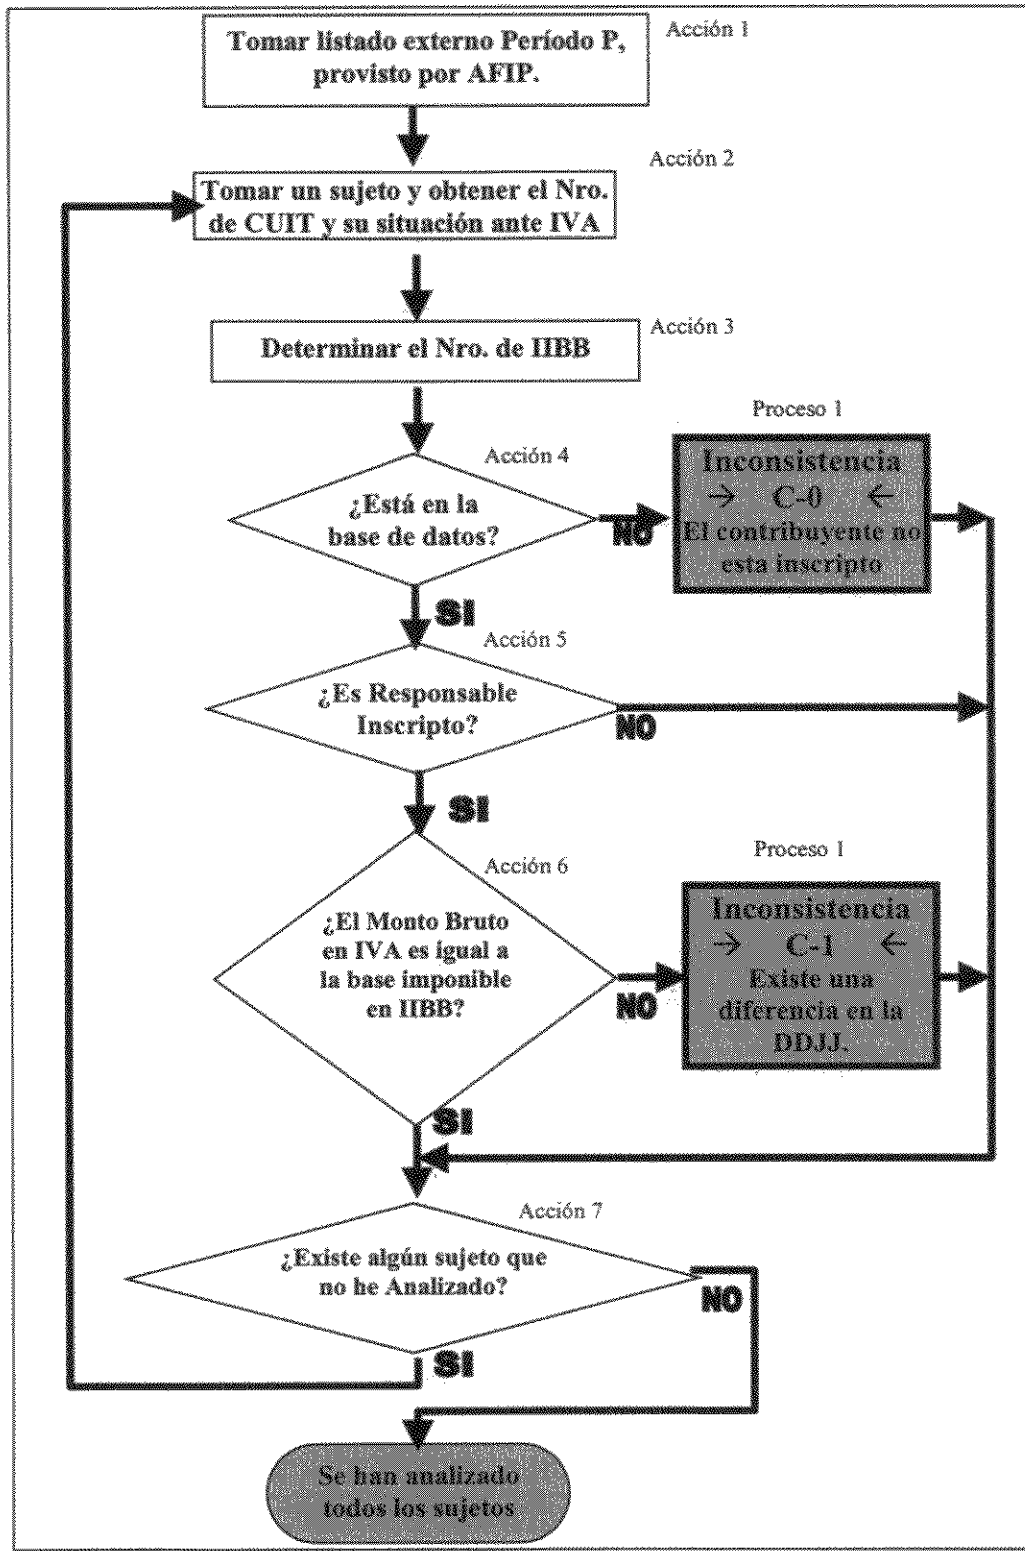 Acción 1
Tomar listado externo Período P,
provisto por AFIP.
Acción 2
Tomar un sujeto y obtener el Nro.
de CUIT y su situación ante IVA
Acción 3
Determinar el Nro. de IIBB
Proceso 1
Acción 4
Inconsistencia
→ C-0 ←
El contribuyente no
esta inscripto
¿Está en la
base de datos?
NO
SI
Acción 5
¿Es Responsable
Inscripto?
NO
SI
Proceso 1
Acción 6
Inconsistencia
→ C-1 ←
Existe una
diferencia en la
DDJJ.
¿El Monto Bruto
en IVA es igual a
la base imponible
en IIBB?
NO
SI
Acción 7
¿Existe algún sujeto que
no he Analizado?
NO
SI
Se han analizado
todos los sujetos